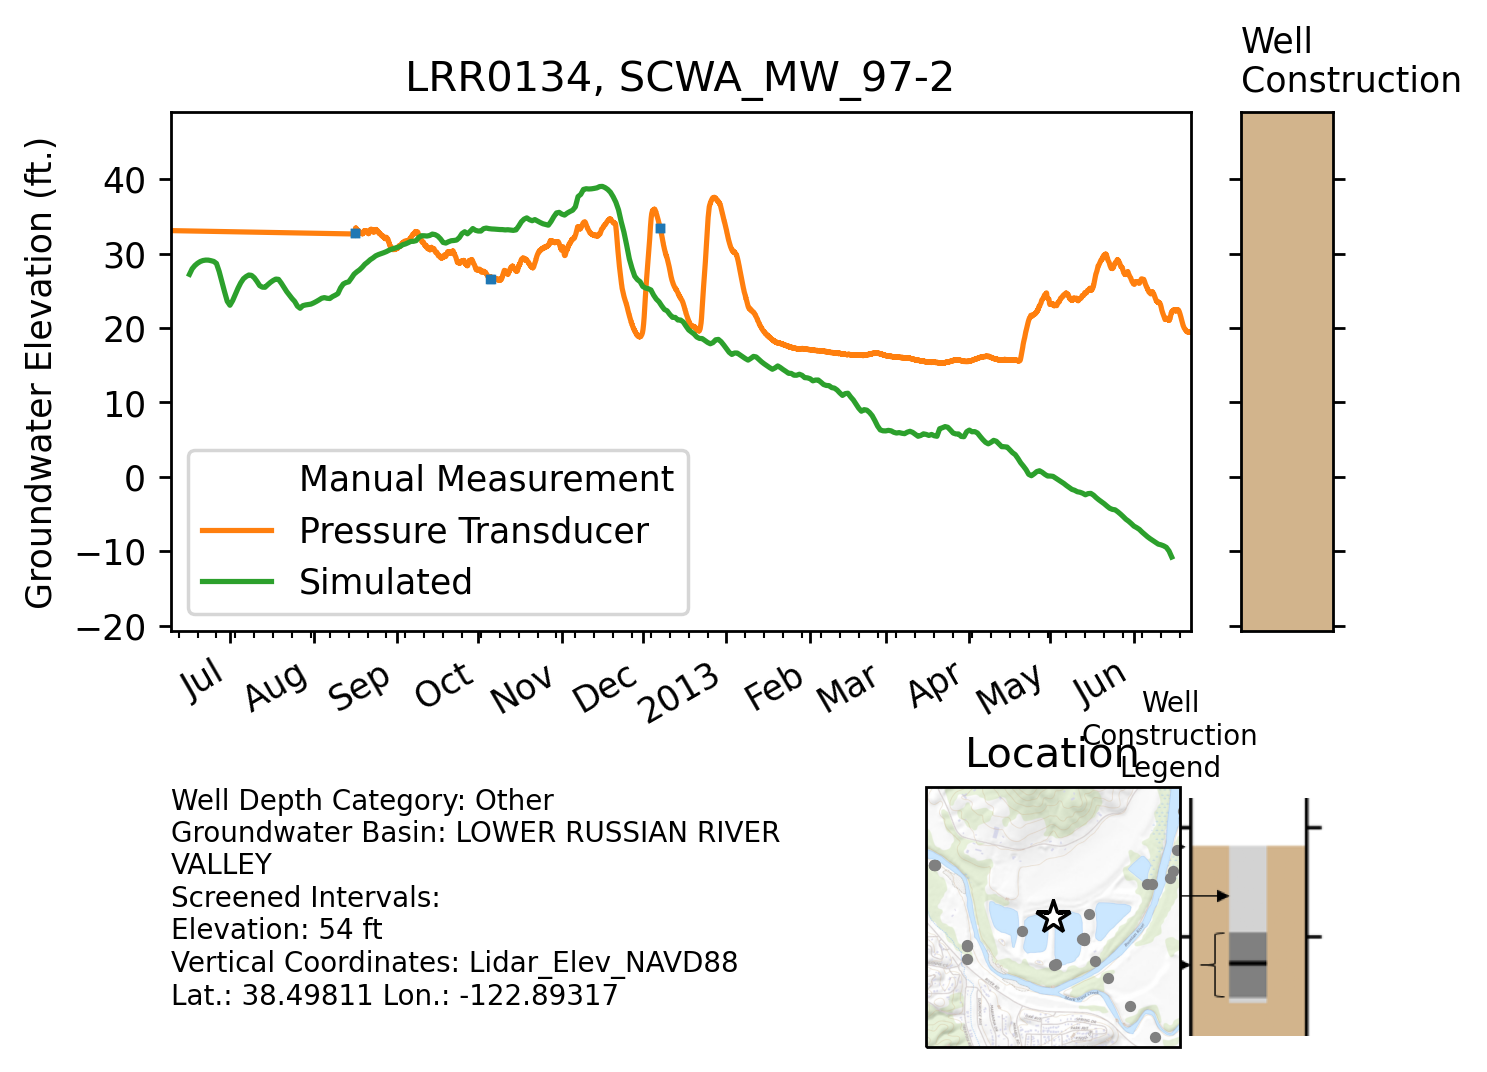 Well
Construction
LRR0134, SCWA_MW_97-2
Groundwater Elevation (ft.)
40
30
20
10
0
−10
−20
Manual Measurement
Pressure Transducer
Simulated
Jul
Aug
Sep
Oct
Nov
Dec
2013
Feb
Mar
Apr
May
Jun
Well
Construction
Legend
Location
Well Depth Category: Other
Groundwater Basin: LOWER RUSSIAN RIVER
VALLEY
Screened Intervals:
Elevation: 54 ft
Vertical Coordinates: Lidar_Elev_NAVD88
Lat.: 38.49811 Lon.: -122.89317